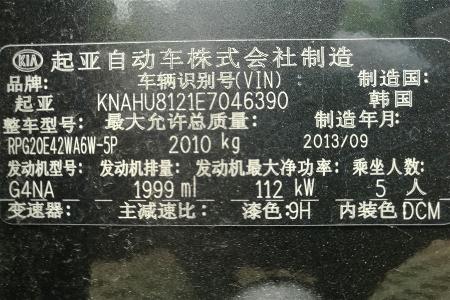 KIA 起亚自动车株式会社制造
品牌: 车辆识别号(VIN) 制造国:
起亚 KNAHU8121E7046390 韩国
整车型号: 最大允许总质量: 制造年月:
RPG20E42WA6W-5P 2010 kg 2013/09
发动机型号: 发动机排量: 发动机最大净功率: 乘坐人数:
G4NA 1999 ml 112 kW 5 人
变速器: 主减速比: 漆色:9H 内装色:DCM